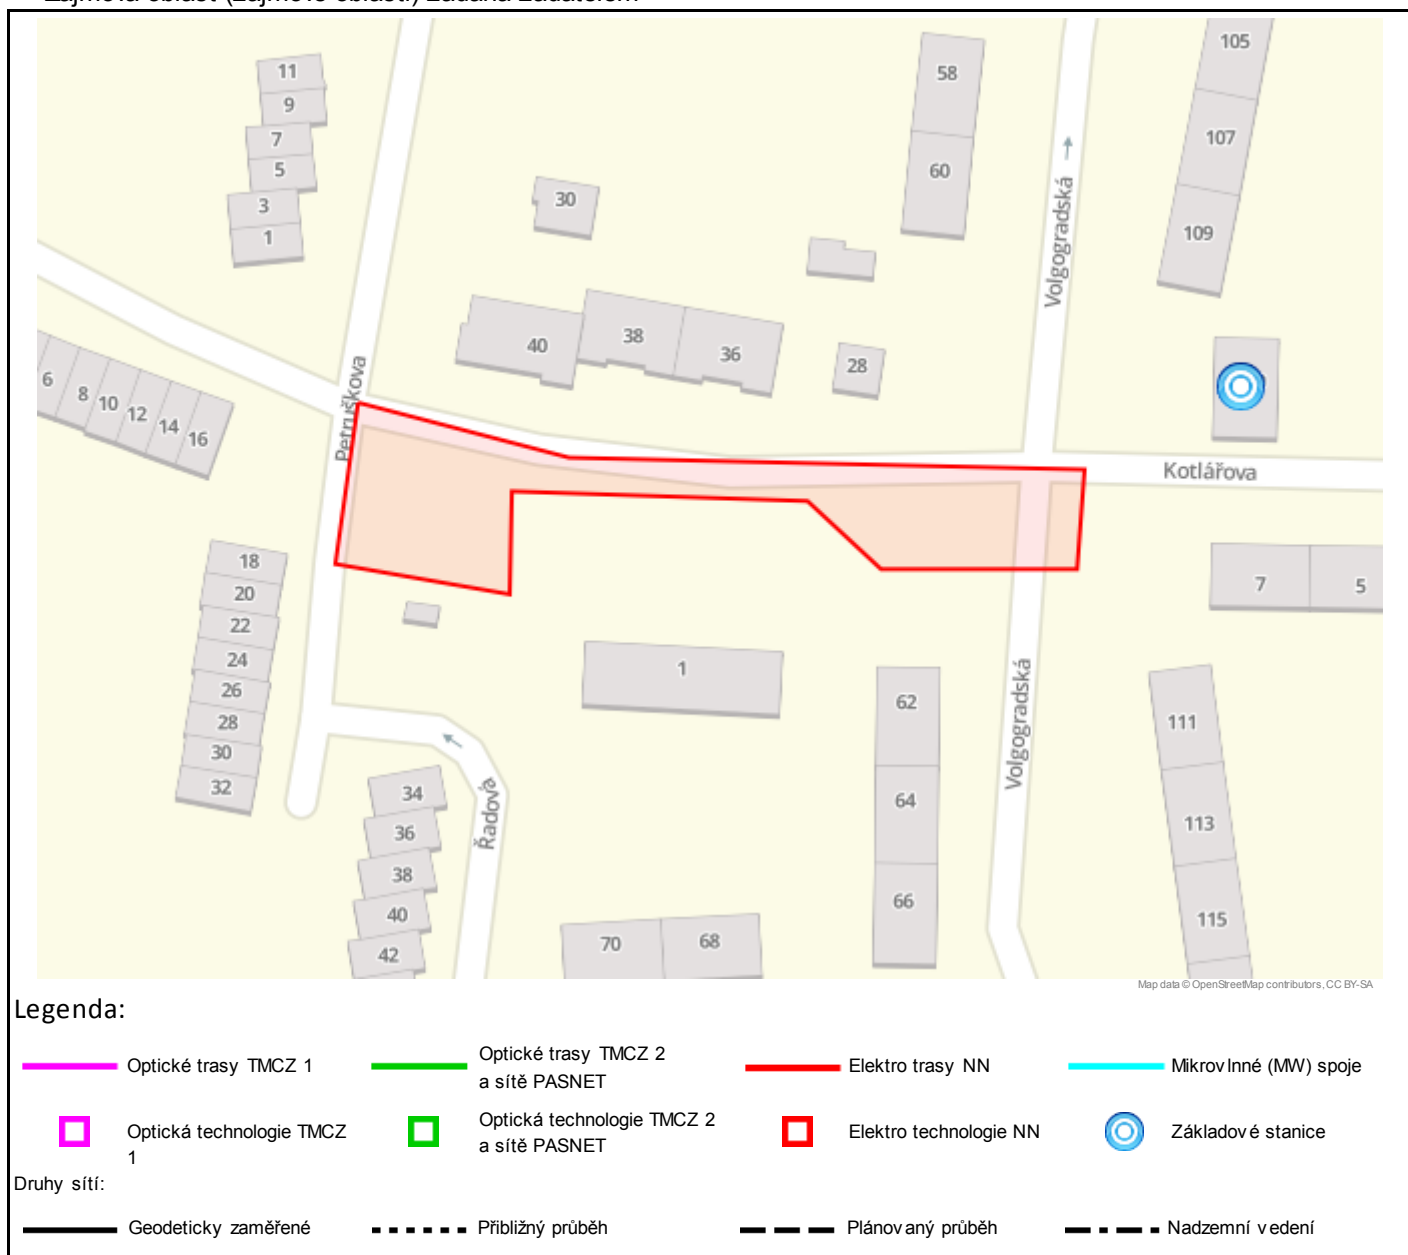 11
9
7
5
3
1
30
58
60
105
107
109
Volgogradská
40
38
36
28
6
8
10
12
14
16
Petruškova
Kotlářova
18
20
22
24
26
28
30
32
1
7
5
62
64
66
Volgogradská
111
113
115
34
36
38
40
42
Řadová
70
68
Map data © OpenStreetMap contributors, CC BY-SA
Legenda:
Optické trasy TMCZ 1
Optické trasy TMCZ 2
a sítě PASNET
Elektro trasy NN
Mikrovlnné (MW) spoje
Optická technologie TMCZ
1
Optická technologie TMCZ 2
a sítě PASNET
Elektro technologie NN
Základové stanice
Druhy sítí:
Geodeticky zaměřené
Přibližný průběh
Plánovaný průběh
Nadzemní vedení